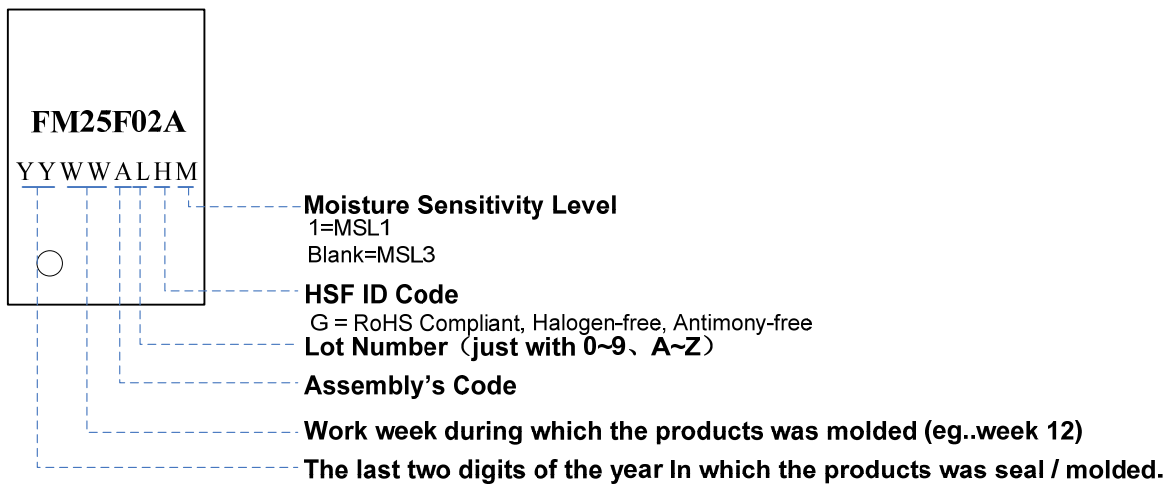 FM25F02A
YYWWALHM
Moisture Sensitivity Level
1=MSL1
Blank=MSL3
HSF ID Code
G = RoHS Compliant, Halogen-free, Antimony-free
Lot Number（just with 0~9、A~Z）
Assembly's Code
Work week during which the products was molded (eg..week 12)
The last two digits of the year In which the products was seal / molded.